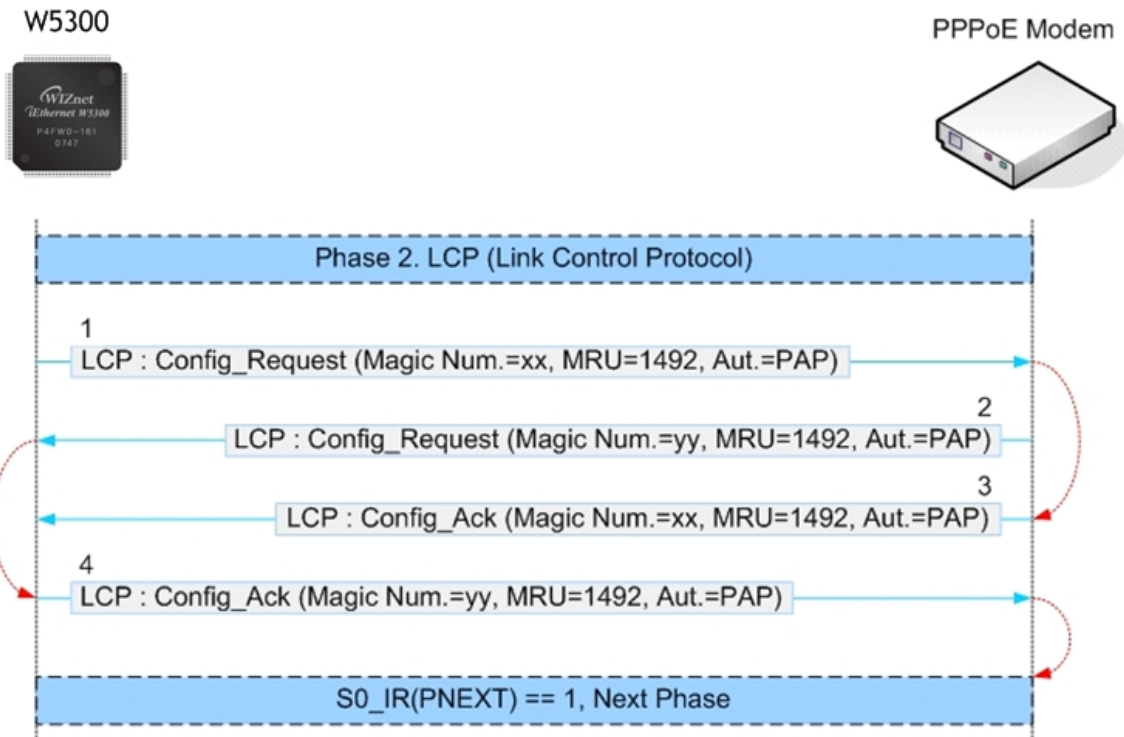 W5300
PPPoE Modem
WIZnet
iEthernet W5300
P4FW0-161
0747
Phase 2. LCP (Link Control Protocol)
1
LCP : Config_Request (Magic Num.=xx, MRU=1492, Aut.=PAP)
2
LCP : Config_Request (Magic Num.=yy, MRU=1492, Aut.=PAP)
3
LCP : Config_Ack (Magic Num.=xx, MRU=1492, Aut.=PAP)
4
LCP : Config_Ack (Magic Num.=yy, MRU=1492, Aut.=PAP)
S0_IR(PNEXT) == 1, Next Phase